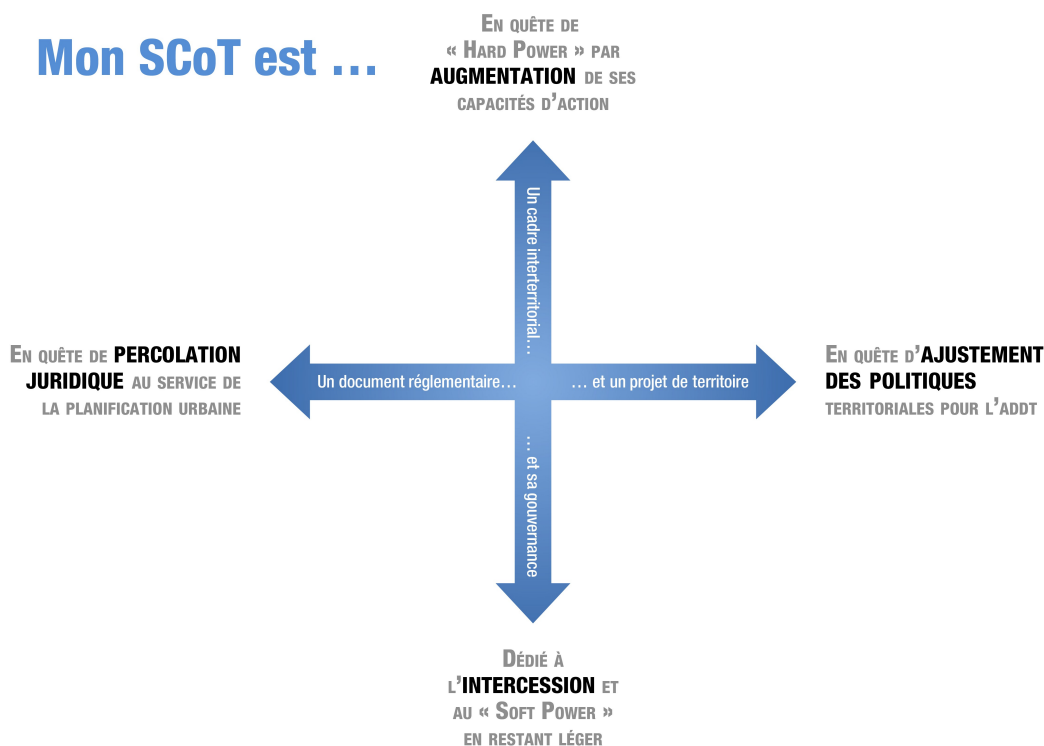 Mon SCoT est …
En quête de
« Hard Power » par
AUGMENTATION de ses
capacités d'action
Un cadre interterritorial…
En quête de PERCOLATION
JURIDIQUE au service de
la planification urbaine
Un document réglementaire…
… et un projet de territoire
En quête d'AJUSTEMENT
DES POLITIQUES
territoriales pour l'ADDT
… et sa gouvernance
Dédié à
l'INTERCESSION et
au « Soft Power »
en restant léger